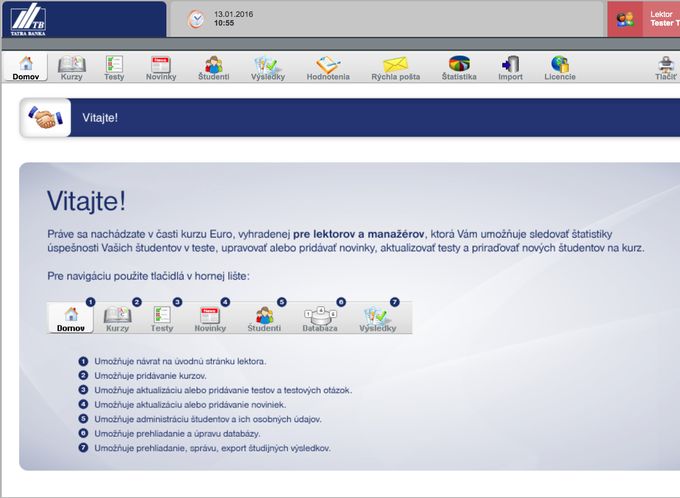 TB
TATRA BANKA
13.01.2016
10:55
Lektor
Tester T
Domov Kurzy Testy Novinky Študenti Výsledky Hodnotenia Rýchla pošta Štatistika Import Licencie Tlačiť
Vitajte!
Vitajte!
Práve sa nachádzate v časti kurzu Euro, vyhradenej pre lektorov a manažérov, ktorá Vám umožňuje sledovať štatistiky
úspešnosti Vašich študentov v teste, upravovať alebo pridávať novinky, aktualizovať testy a priraďovať nových študentov na kurz.
Pre navigáciu použite tlačidlá v hornej lište:
1 2 3 4 5 6 7
Domov Kurzy Testy Novinky Študenti Databáza Výsledky
1 Umožňuje návrat na úvodnú stránku lektora.
2 Umožňuje pridávanie kurzov.
3 Umožňuje aktualizáciu alebo pridávanie testov a testových otázok.
4 Umožňuje aktualizáciu alebo pridávanie noviniek.
5 Umožňuje administráciu študentov a ich osobných údajov.
6 Umožňuje prehliadanie a úpravu databázy.
7 Umožňuje prehliadanie, správu, export študijných výsledkov.